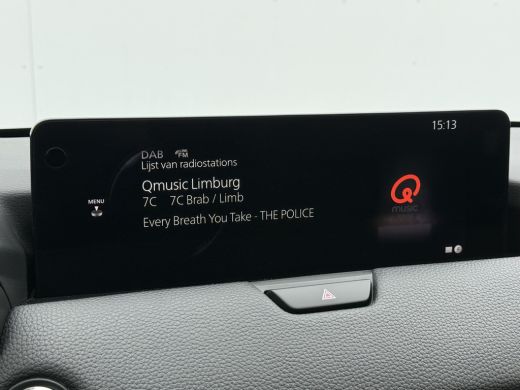 15:13
DAB FM
Lijst van radiostations
Qmusic Limburg
7C 7C Brab / Limb
Every Breath You Take - THE POLICE
MENU
Q
music